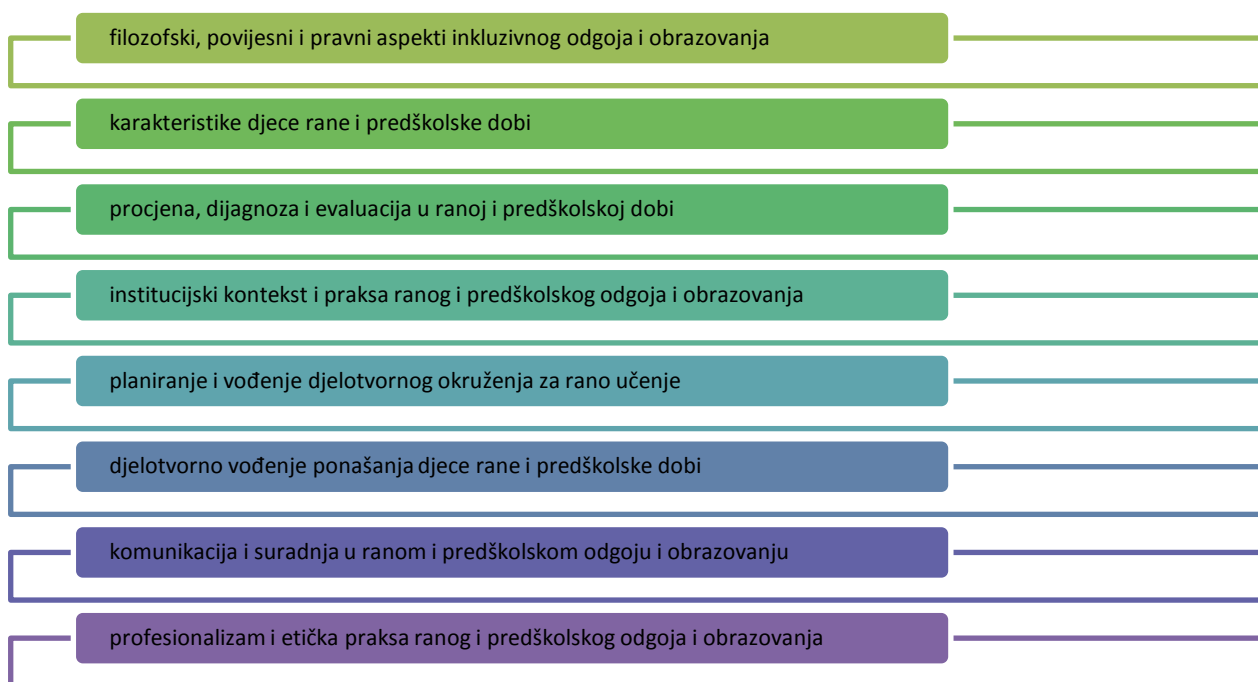 filozofski, povijesni i pravni aspekti inkluzivnog odgoja i obrazovanja
karakteristike djece rane i predškolske dobi
procjena, dijagnoza i evaluacija u ranoj i predškolskoj dobi
institucijski kontekst i praksa ranog i predškolskog odgoja i obrazovanja
planiranje i vođenje djelotvornog okruženja za rano učenje
djelotvorno vođenje ponašanja djece rane i predškolske dobi
komunikacija i suradnja u ranom i predškolskom odgoju i obrazovanju
profesionalizam i etička praksa ranog i predškolskog odgoja i obrazovanja